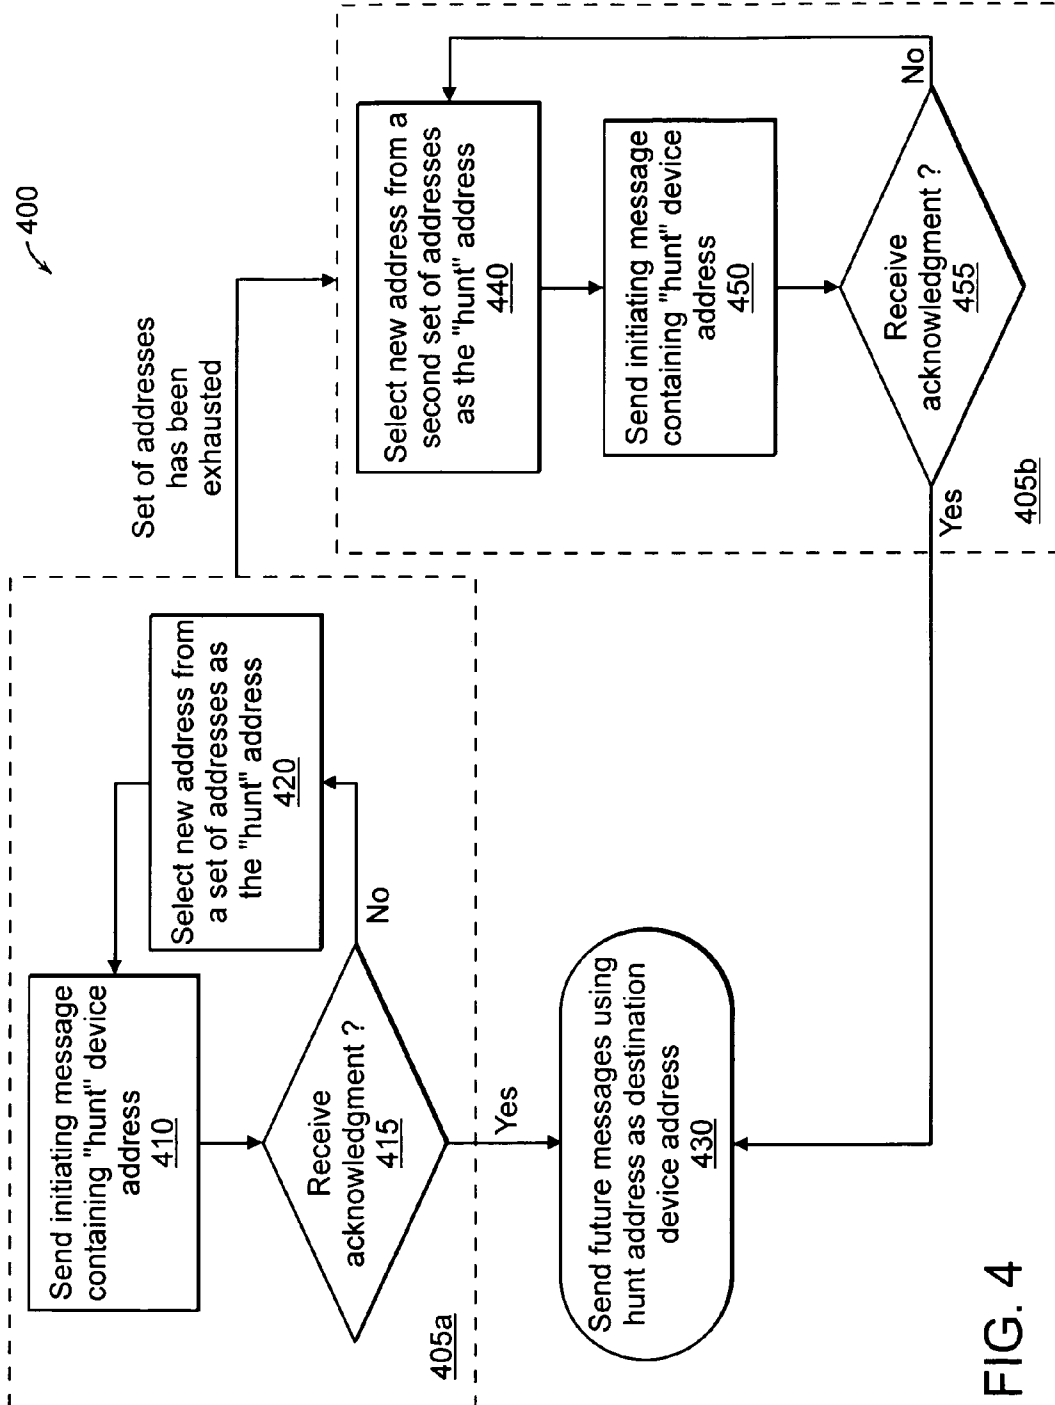 400
Send initiating message
containing "hunt" device
address
410
Select new address from
a set of addresses as
the "hunt" address
420
Receive
acknowledgment ?
415
No
Yes
405a
Set of addresses
has been
exhausted
Select new address from a
second set of addresses
as the "hunt" address
440
Send initiating message
containing "hunt" device
address
450
Receive
acknowledgment ?
455
No
Yes
405b
Send future messages using
hunt address as destination
device address
430
FIG. 4